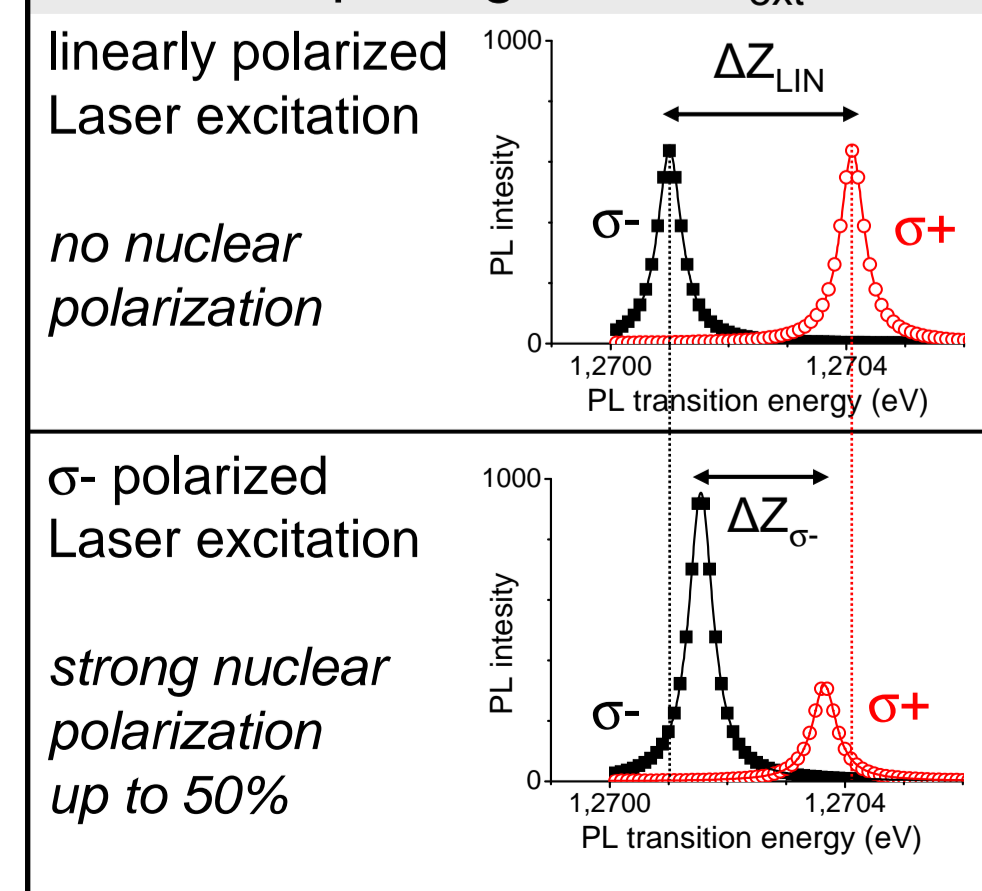 linearly polarized
Laser excitation
no nuclear
polarization
1000
0
PL intesity
ΔZLIN
σ-
σ+
1,2700
1,2704
PL transition energy (eV)
σ- polarized
Laser excitation
strong nuclear
polarization
up to 50%
1000
0
PL intesity
ΔZσ-
σ-
σ+
1,2700
1,2704
PL transition energy (eV)